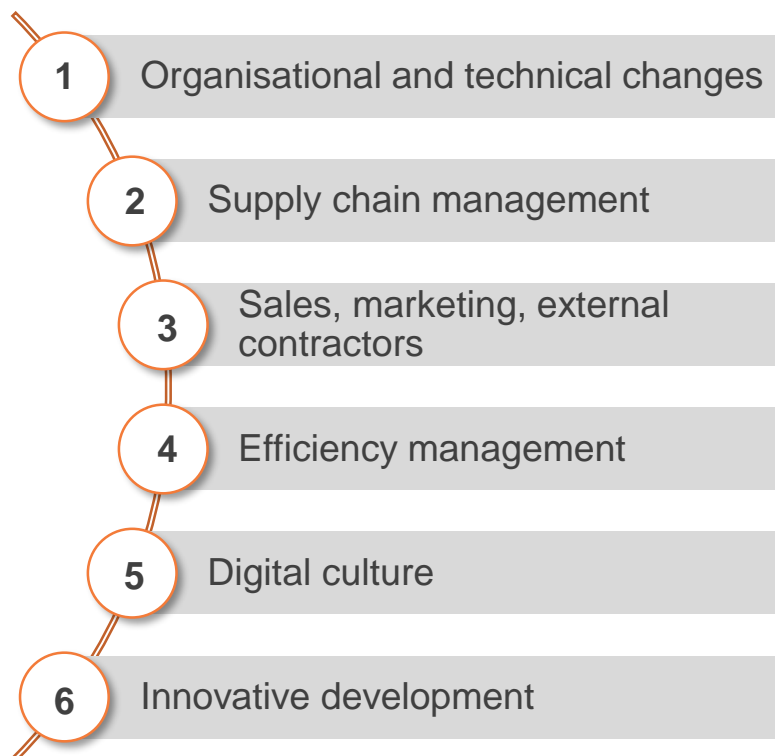 1 Organisational and technical changes
2 Supply chain management
3 Sales, marketing, external
contractors
4 Efficiency management
5 Digital culture
6 Innovative development